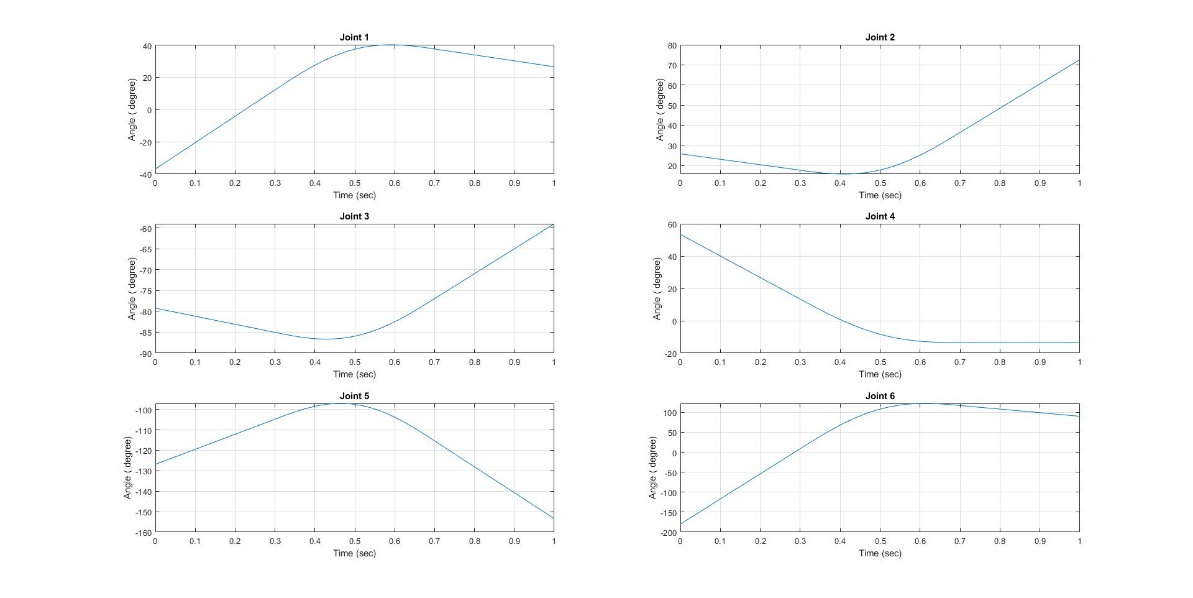 Joint 1
40
20
0
-20
-40
Angle ( degree)
0 0.1 0.2 0.3 0.4 0.5 0.6 0.7 0.8 0.9 1
Time (sec)
Joint 2
80
70
60
50
40
30
20
Angle ( degree)
0 0.1 0.2 0.3 0.4 0.5 0.6 0.7 0.8 0.9 1
Time (sec)
Joint 3
-60
-65
-70
-75
-80
-85
-90
Angle ( degree)
0 0.1 0.2 0.3 0.4 0.5 0.6 0.7 0.8 0.9 1
Time (sec)
Joint 4
60
40
20
0
-20
Angle ( degree)
0 0.1 0.2 0.3 0.4 0.5 0.6 0.7 0.8 0.9 1
Time (sec)
Joint 5
-100
-110
-120
-130
-140
-150
-160
Angle ( degree)
0 0.1 0.2 0.3 0.4 0.5 0.6 0.7 0.8 0.9 1
Time (sec)
Joint 6
100
50
0
-50
-100
-150
-200
Angle ( degree)
0 0.1 0.2 0.3 0.4 0.5 0.6 0.7 0.8 0.9 1
Time (sec)